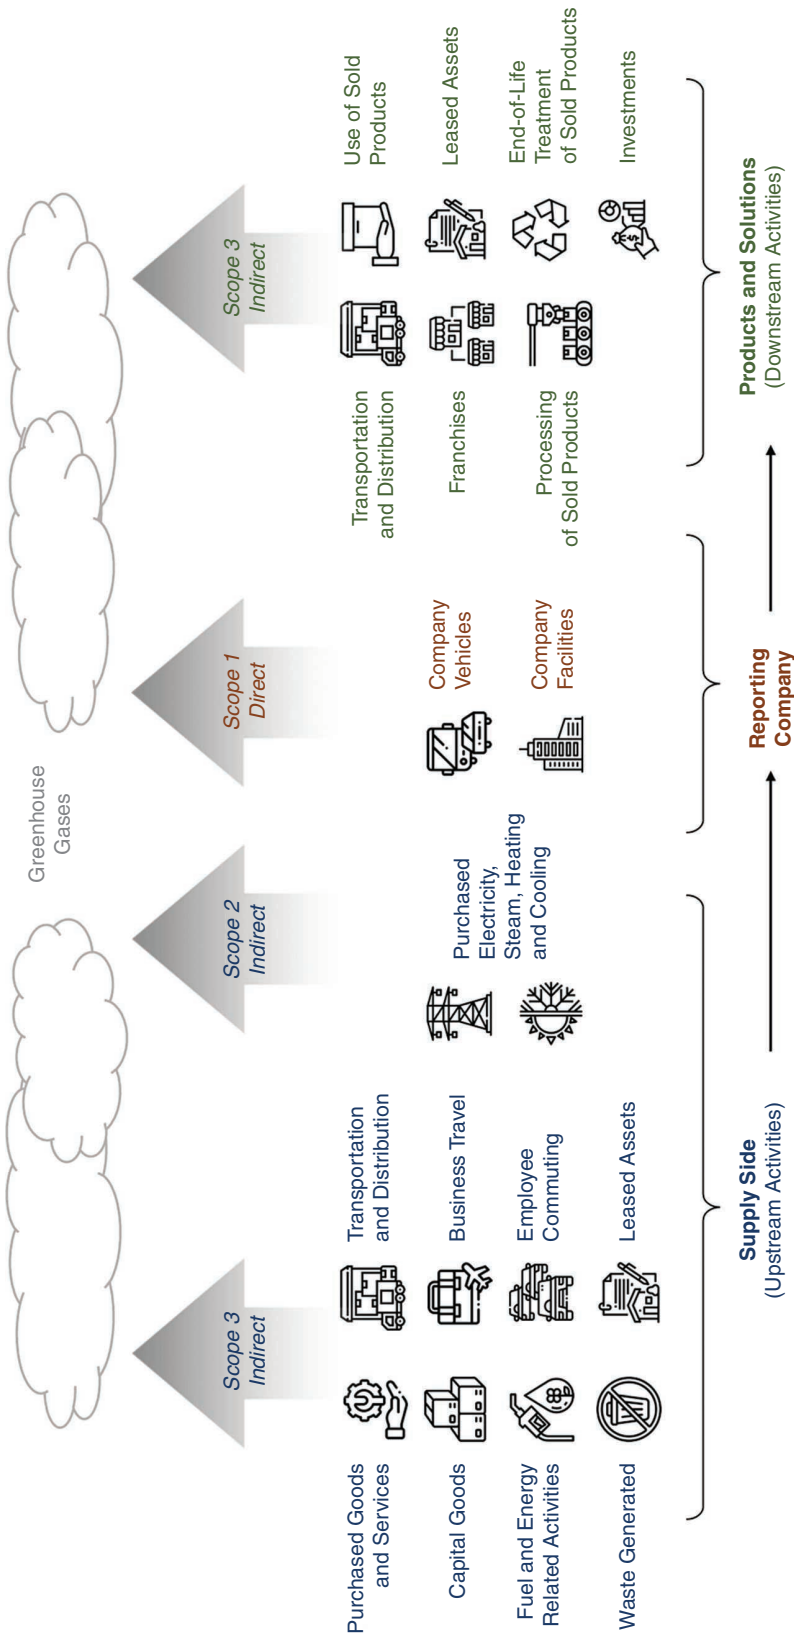 Greenhouse
Gases
Scope 3
Indirect
Scope 2
Indirect
Scope 1
Direct
Scope 3
Indirect
Purchased Goods
and Services
Capital Goods
Fuel and Energy
Related Activities
Waste Generated
Transportation
and Distribution
Business Travel
Employee
Commuting
Leased Assets
Purchased
Electricity,
Steam, Heating
and Cooling
Company
Vehicles
Company
Facilities
Transportation
and Distribution
Franchises
Processing
of Sold Products
Use of Sold
Products
Leased Assets
End-of-Life
Treatment
of Sold Products
Investments
Supply Side
(Upstream Activities)
Reporting
Company
Products and Solutions
(Downstream Activities)